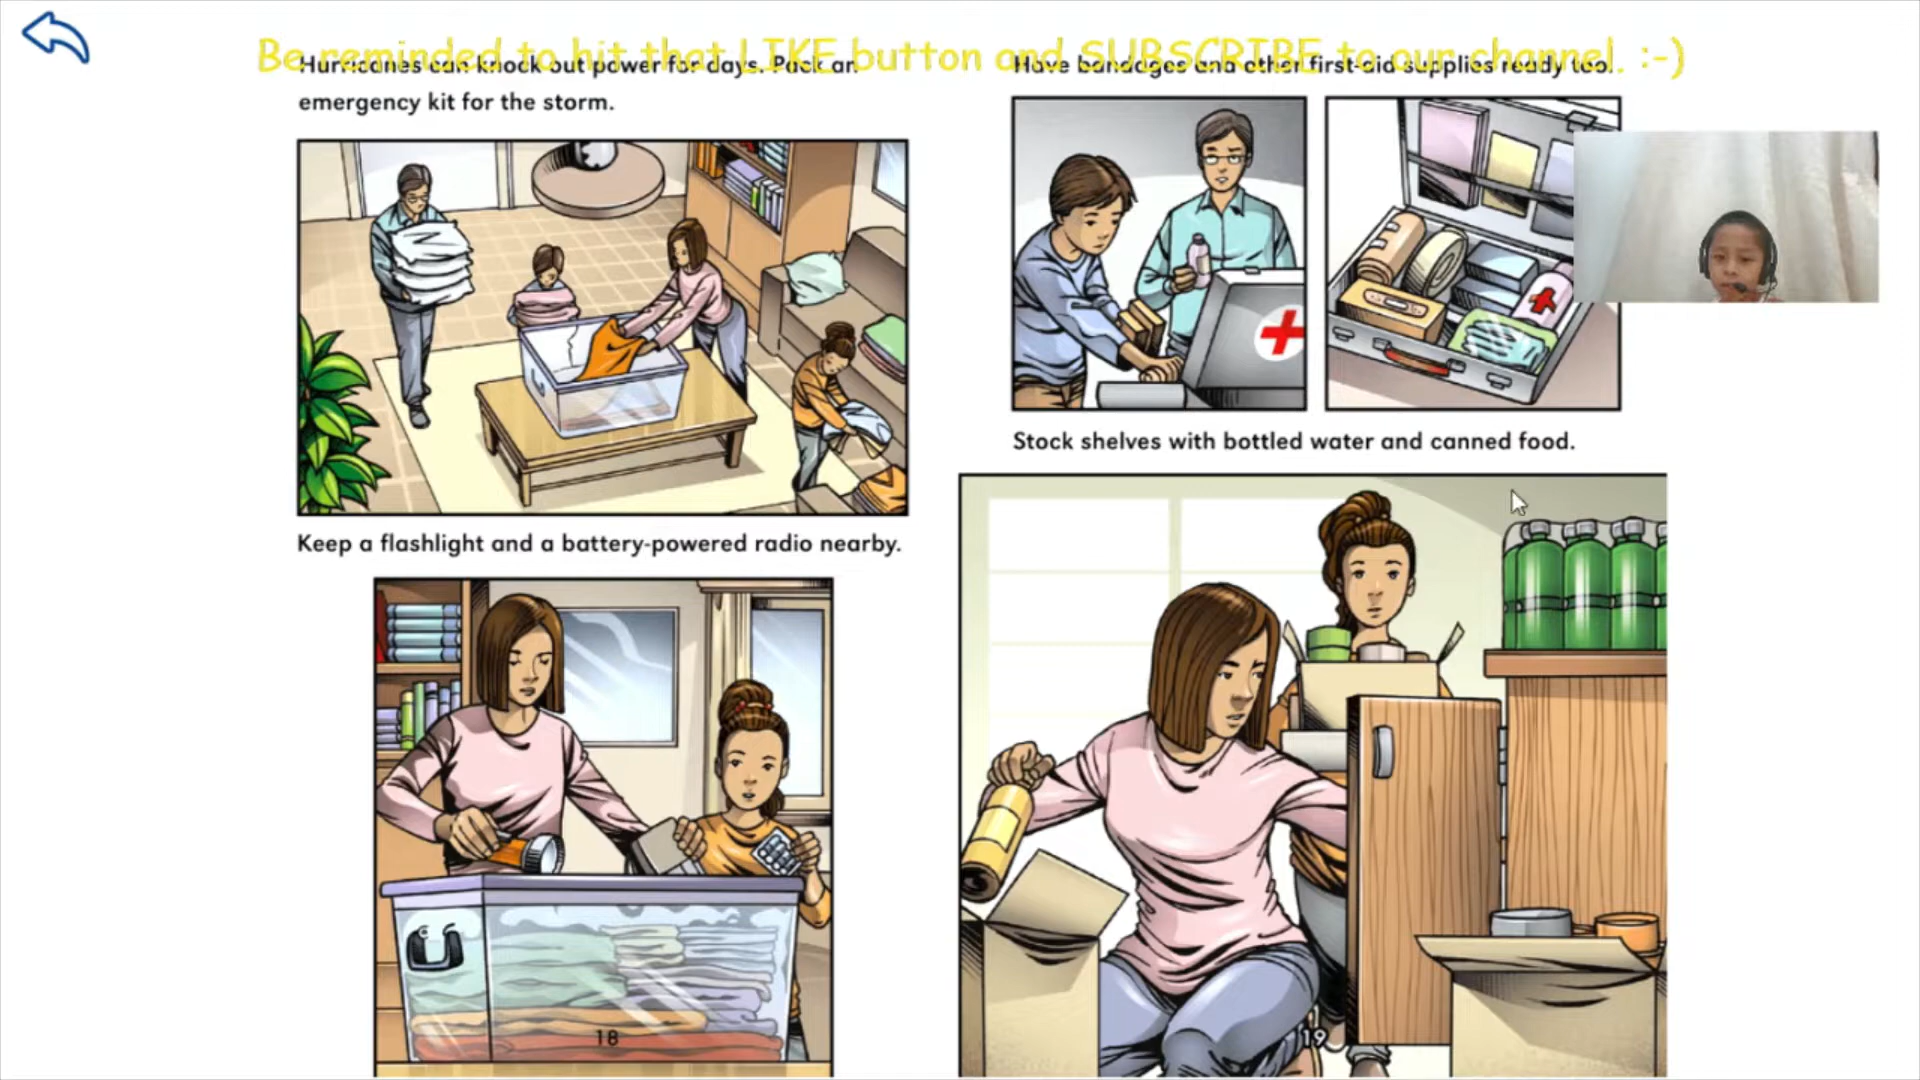 Be reminded to hit that LIKE button and SUBSCRIBE to our channel. :-)
Hurricanes can knock out power for days. Pack an
emergency kit for the storm.
Keep a flashlight and a battery-powered radio nearby.
18
Have bandages and other first-aid supplies ready too.
Stock shelves with bottled water and canned food.
19